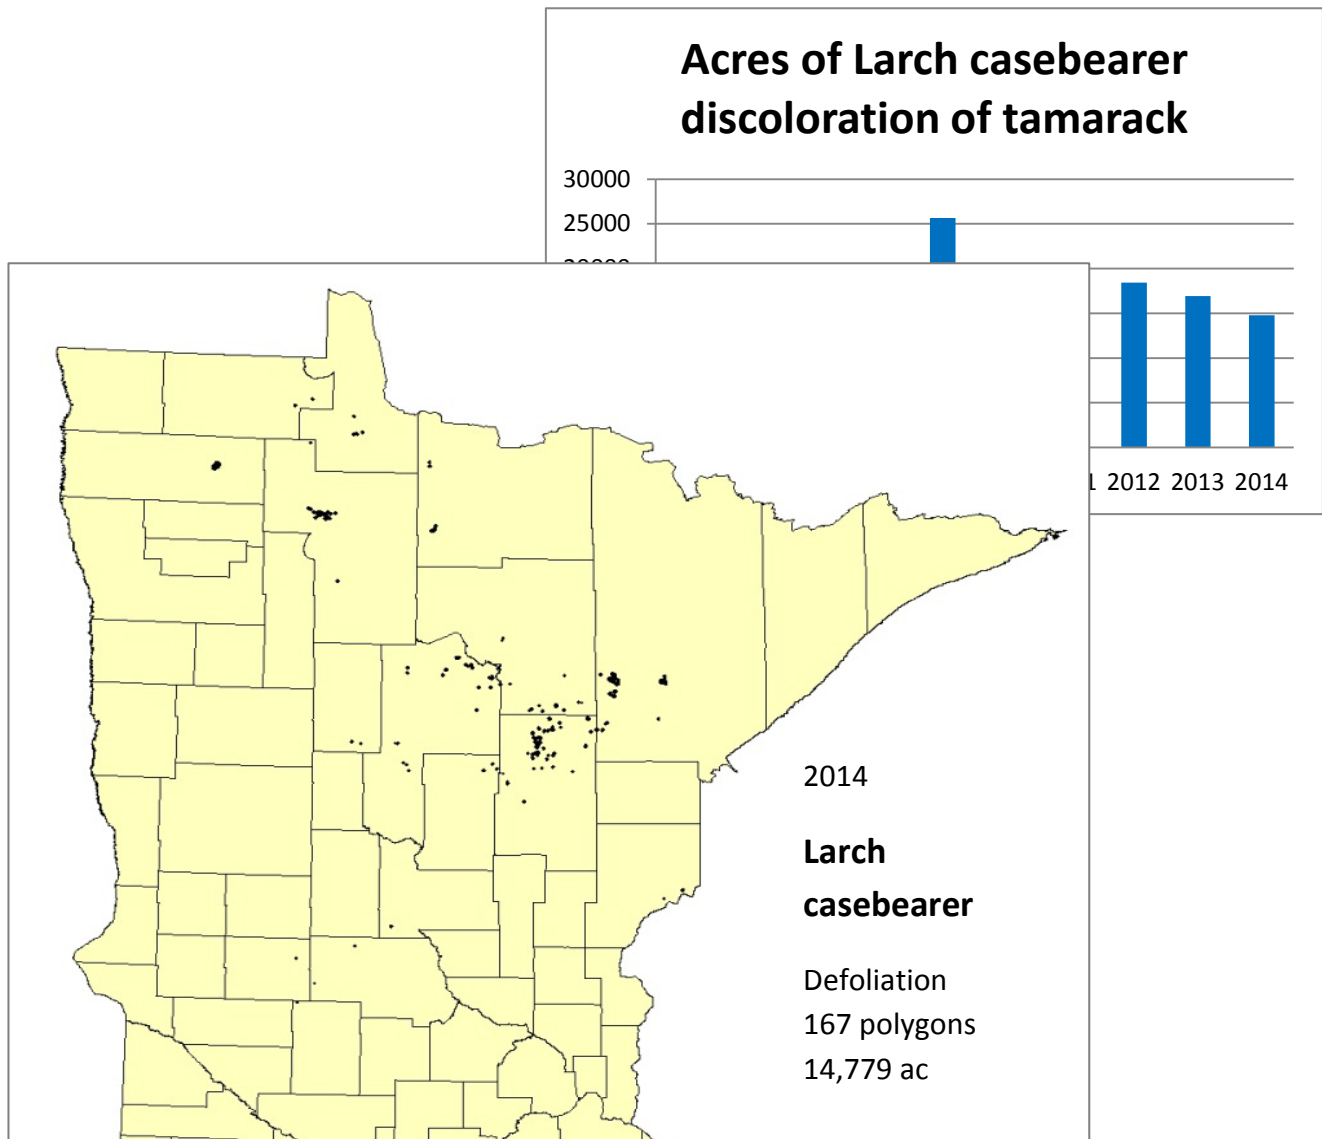 Acres of Larch casebearer
discoloration of tamarack
30000
25000
2012 2013 2014
2014
Larch
casebearer
Defoliation
167 polygons
14,779 ac